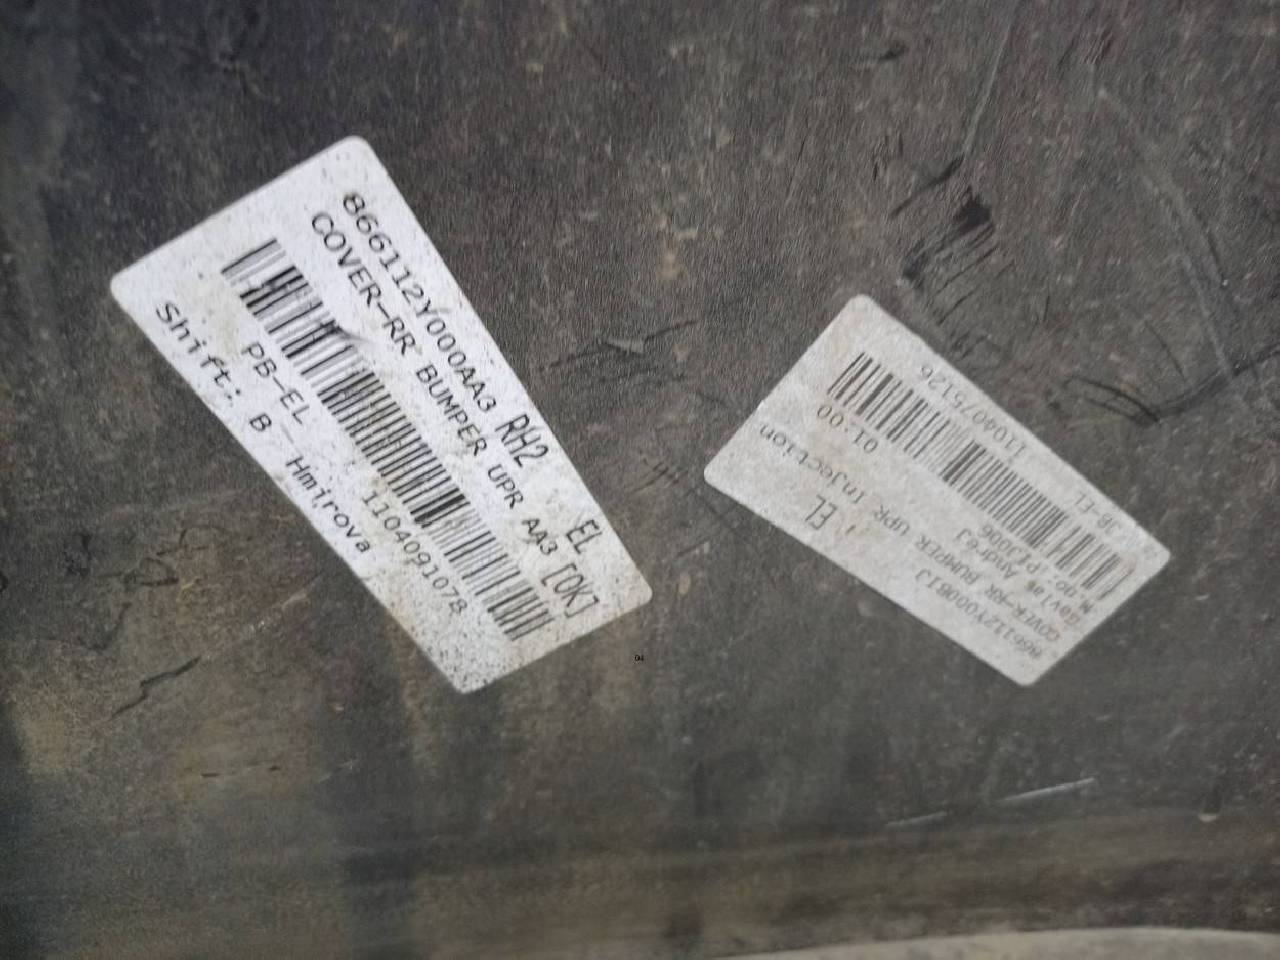 866112Y000AA3 RH2 EL
COVER-RR BUMPER UPR AA3 [OK]
PB-EL 1104091078
Shift: B - Hmirova
866112Y000BIJ
COVER-RR BUMPER UPR Injection
EL
01:00
1104075126